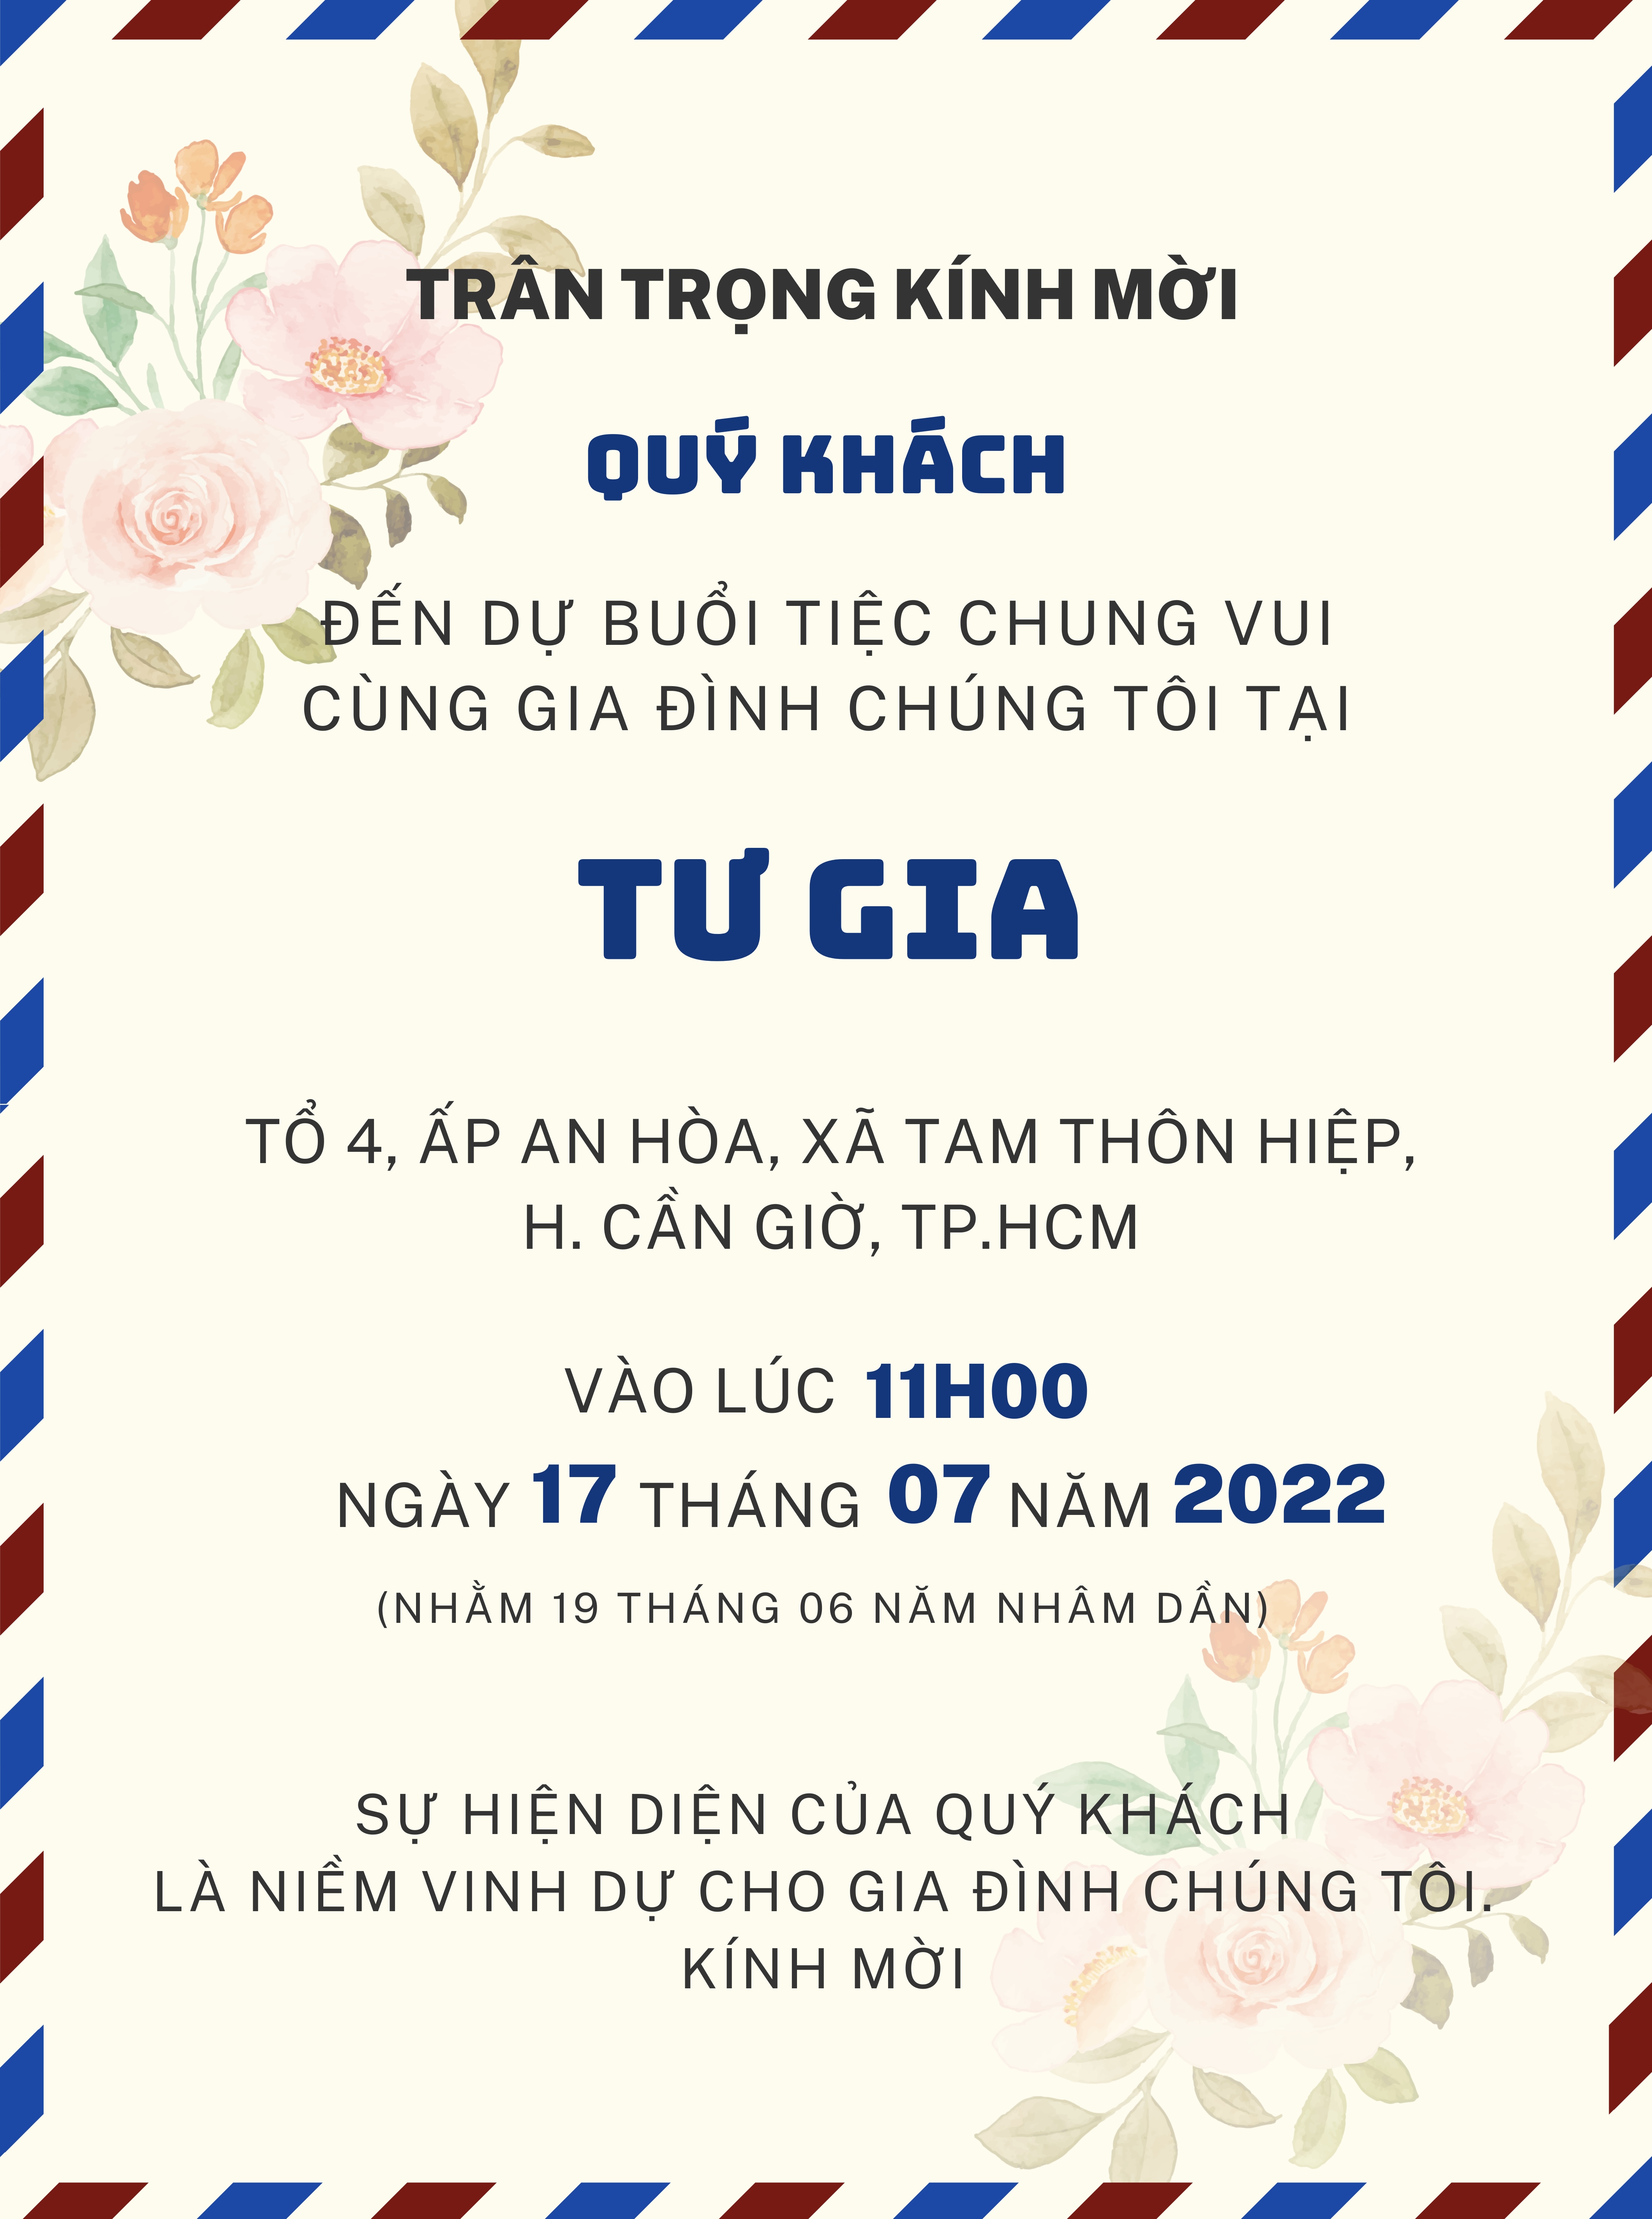 TRÂN TRỌNG KÍNH MỜI
QUÝ KHÁCH
ĐẾN DỰ BUỔI TIỆC CHUNG VUI
CÙNG GIA ĐÌNH CHÚNG TÔI TẠI
TƯ GIA
TỔ 4, ẤP AN HÒA, XÃ TAM THÔN HIỆP,
H. CẦN GIỜ, TP.HCM
VÀO LÚC 11H00
NGÀY 17 THÁNG 07 NĂM 2022
(NHẰM 19 THÁNG 06 NĂM NHÂM DẦN)
SỰ HIỆN DIỆN CỦA QUÝ KHÁCH
LÀ NIỀM VINH DỰ CHO GIA ĐÌNH CHÚNG TÔI.
KÍNH MỜI